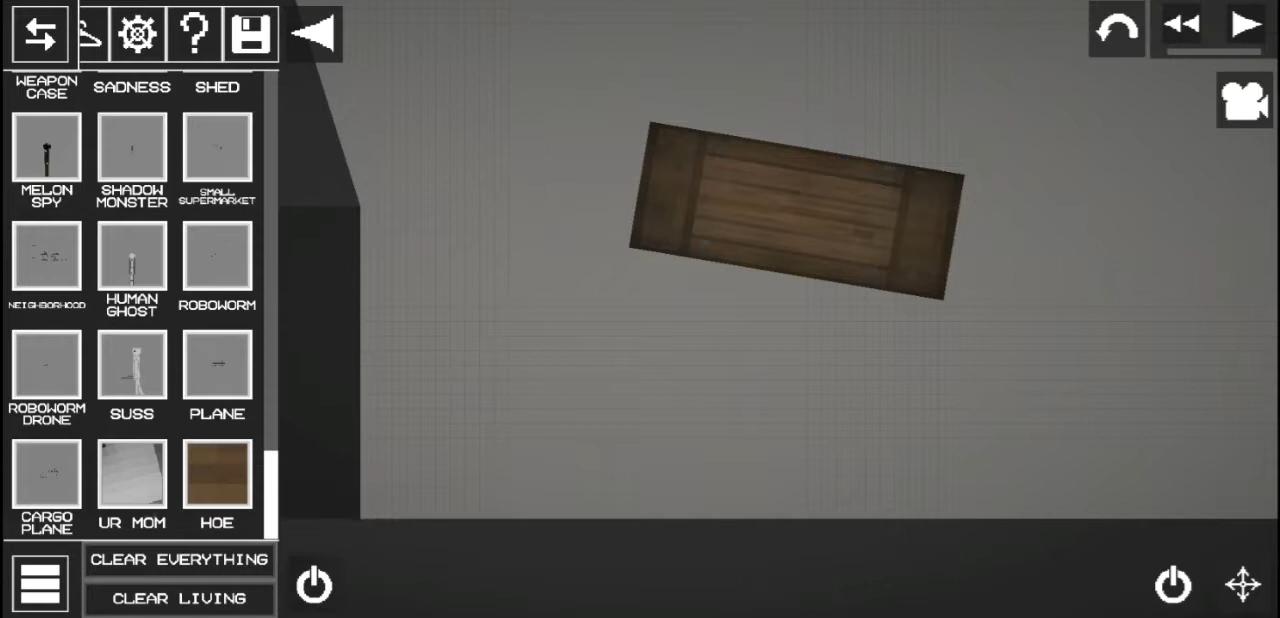 WEAPON
CASE
SADNESS
SHED
MELON
SPY
SHADOW
MONSTER
SMALL
SUPERMARKET
NEIGHBORHOOD
HUMAN
GHOST
ROBOWORM
ROBOWORM
DRONE
SUSS
PLANE
CARGO
PLANE
UR MOM
HOE
CLEAR EVERYTHING
CLEAR LIVING